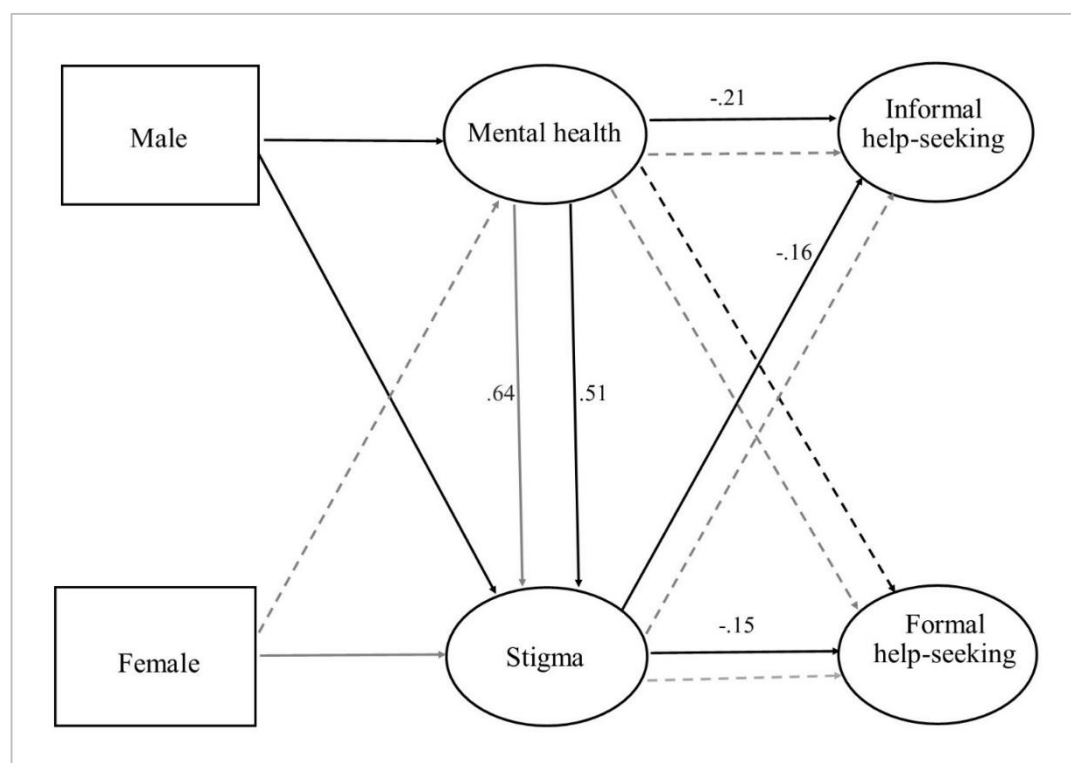 Male
Mental health
-.21
Informal
help-seeking
-.16
.64
.51
Female
Stigma
-.15
Formal
help-seeking